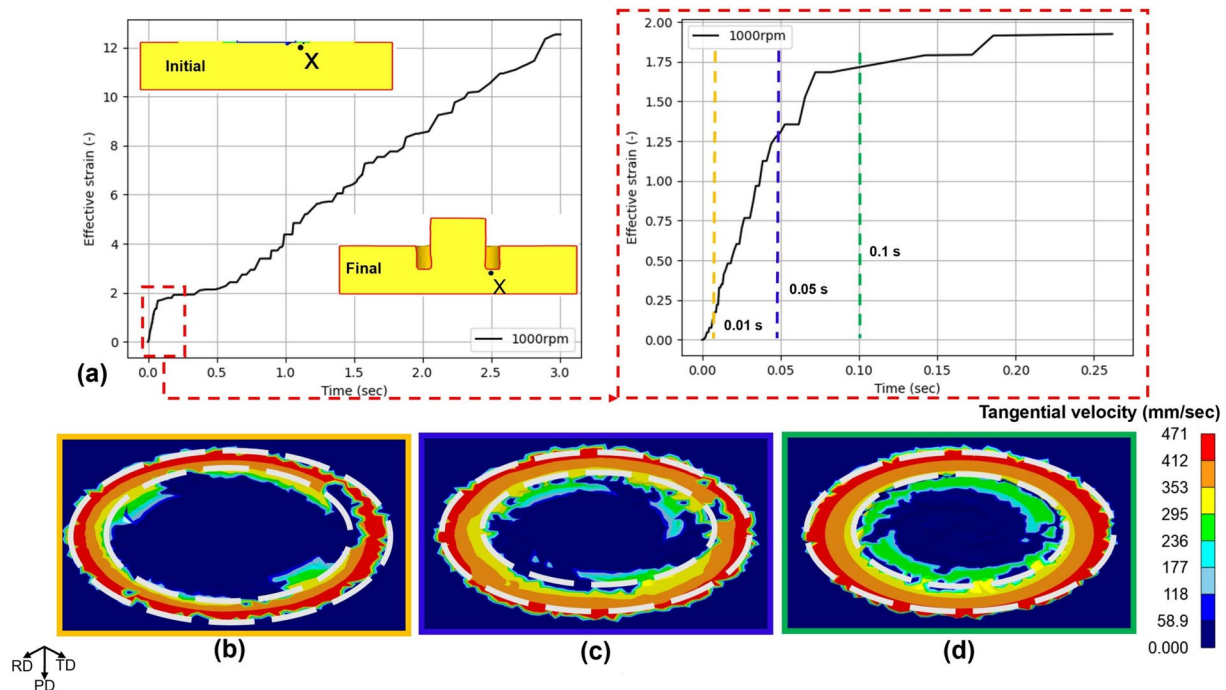 12
10
8
6
4
2
0
Effective strain (-)
Initial
X
Final
X
1000rpm
0.0
0.5
1.0
1.5
2.0
2.5
3.0
Time (sec)
(a)
2.00
1.75
1.50
1.25
1.00
0.75
0.50
0.25
0.00
Effective strain (-)
1000rpm
0.01 s
0.05 s
0.1 s
0.00
0.05
0.10
0.15
0.20
0.25
Time (sec)
Tangential velocity (mm/sec)
471
412
353
295
236
177
118
58.9
0.000
(b)
(c)
(d)
RD
TD
PD